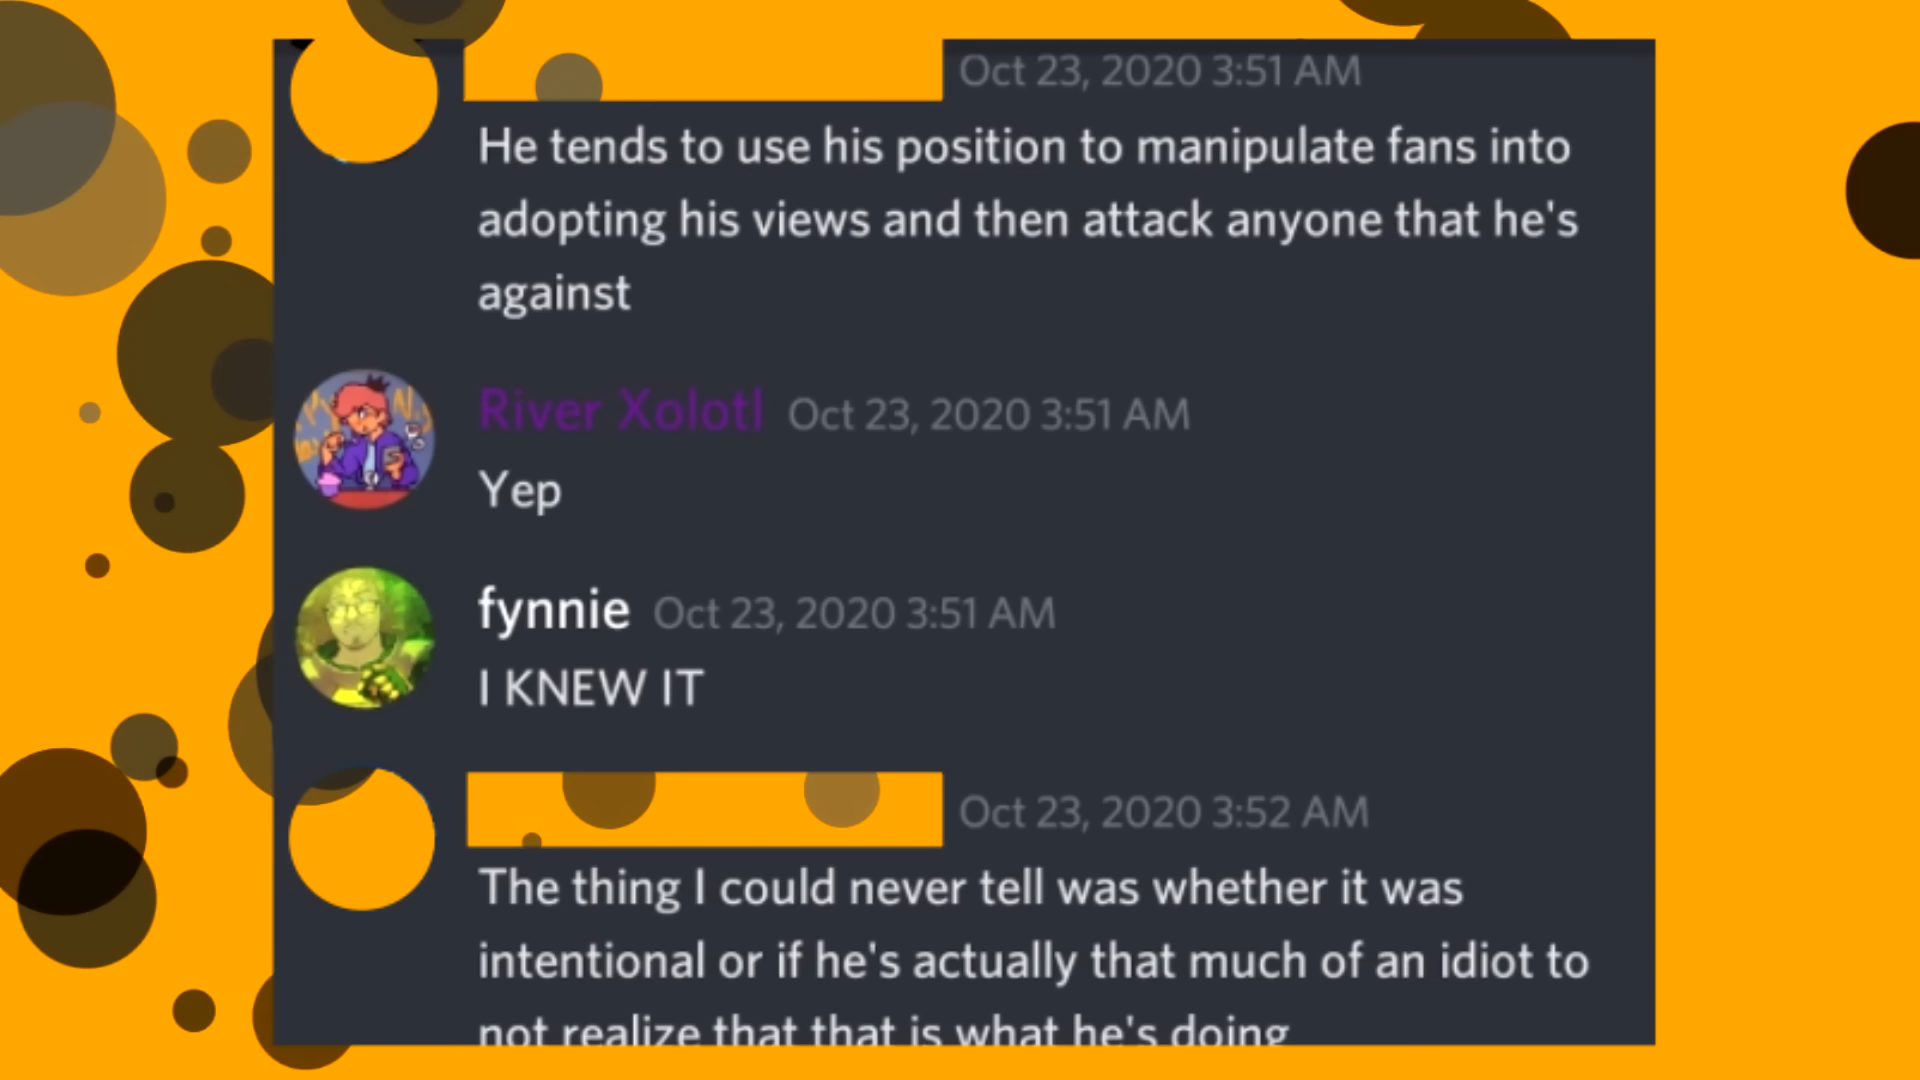 Oct 23, 2020 3:51 AM
He tends to use his position to manipulate fans into
adopting his views and then attack anyone that he's
against
River Xolotl Oct 23, 2020 3:51 AM
Yep
fynnie Oct 23, 2020 3:51 AM
I KNEW IT
Oct 23, 2020 3:52 AM
The thing I could never tell was whether it was
intentional or if he's actually that much of an idiot to
not realize that that is what he's doing